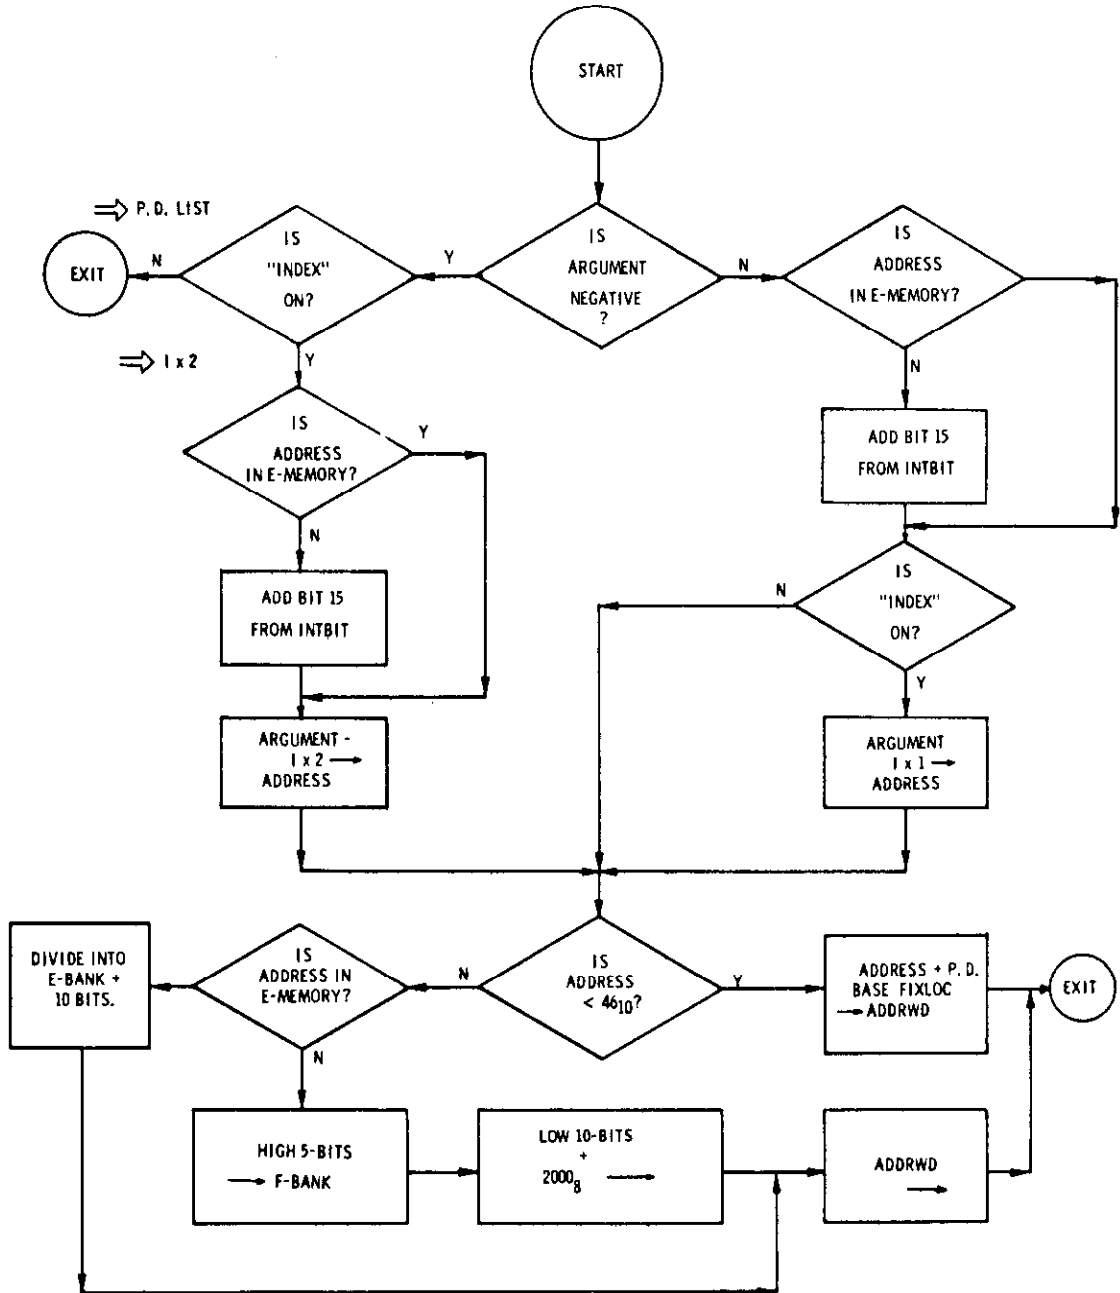 START
⇒ P. D. LIST
EXIT
N
IS
"INDEX"
ON?
Y
IS
ARGUMENT
NEGATIVE
?
N
IS
ADDRESS
IN E-MEMORY?
⇒ I x 2
Y
N
IS
ADDRESS
IN E-MEMORY?
Y
ADD BIT 15
FROM INTBIT
N
ADD BIT 15
FROM INTBIT
N
IS
"INDEX"
ON?
Y
ARGUMENT -
I x 2 →
ADDRESS
ARGUMENT
I x 1 →
ADDRESS
DIVIDE INTO
E-BANK +
10 BITS.
IS
ADDRESS IN
E-MEMORY?
N
IS
ADDRESS
< 46₁₀?
Y
ADDRESS + P. D.
BASE FIXLOC
→ ADDRWD
EXIT
N
HIGH 5-BITS
→ F-BANK
LOW 10-BITS
+
2000₈ →
ADDRWD
→